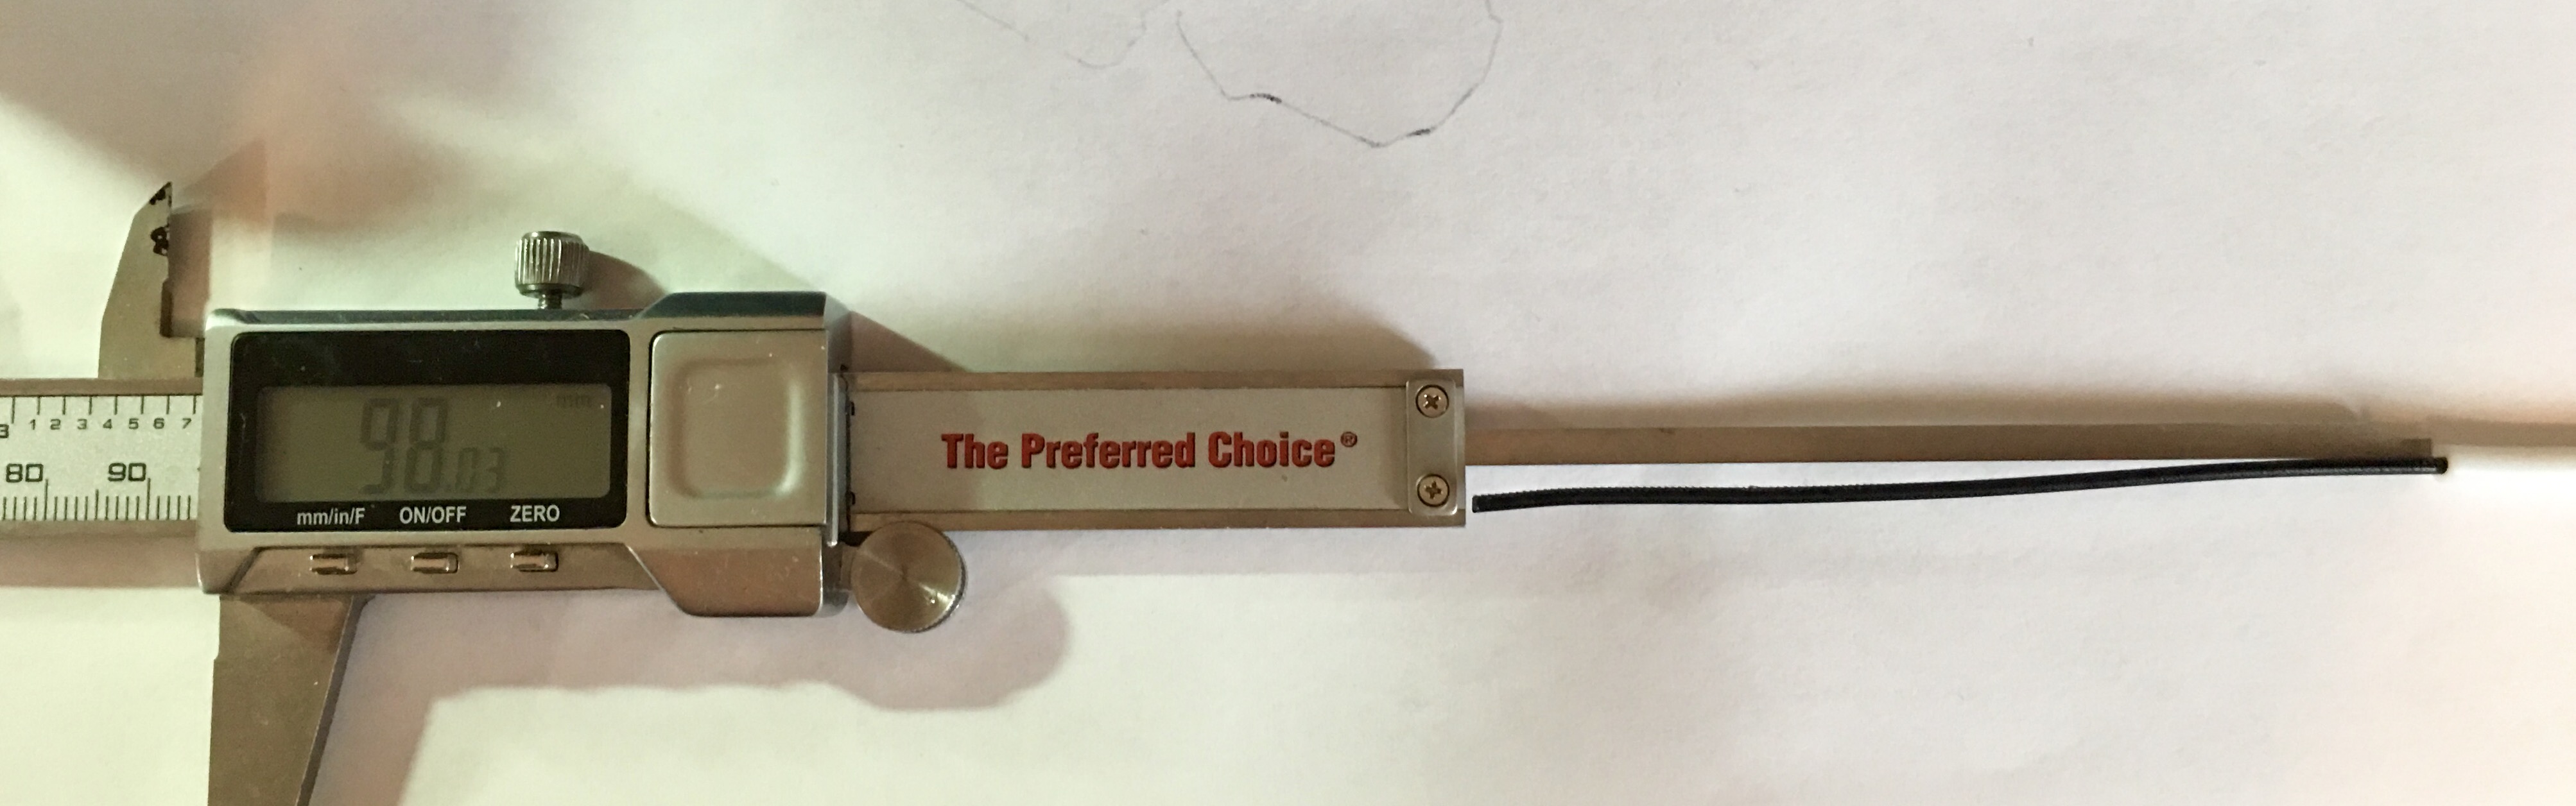 98.03
mm/in/F ON/OFF ZERO
The Preferred Choice®
3 1 2 3 4 5 6 7
80 90